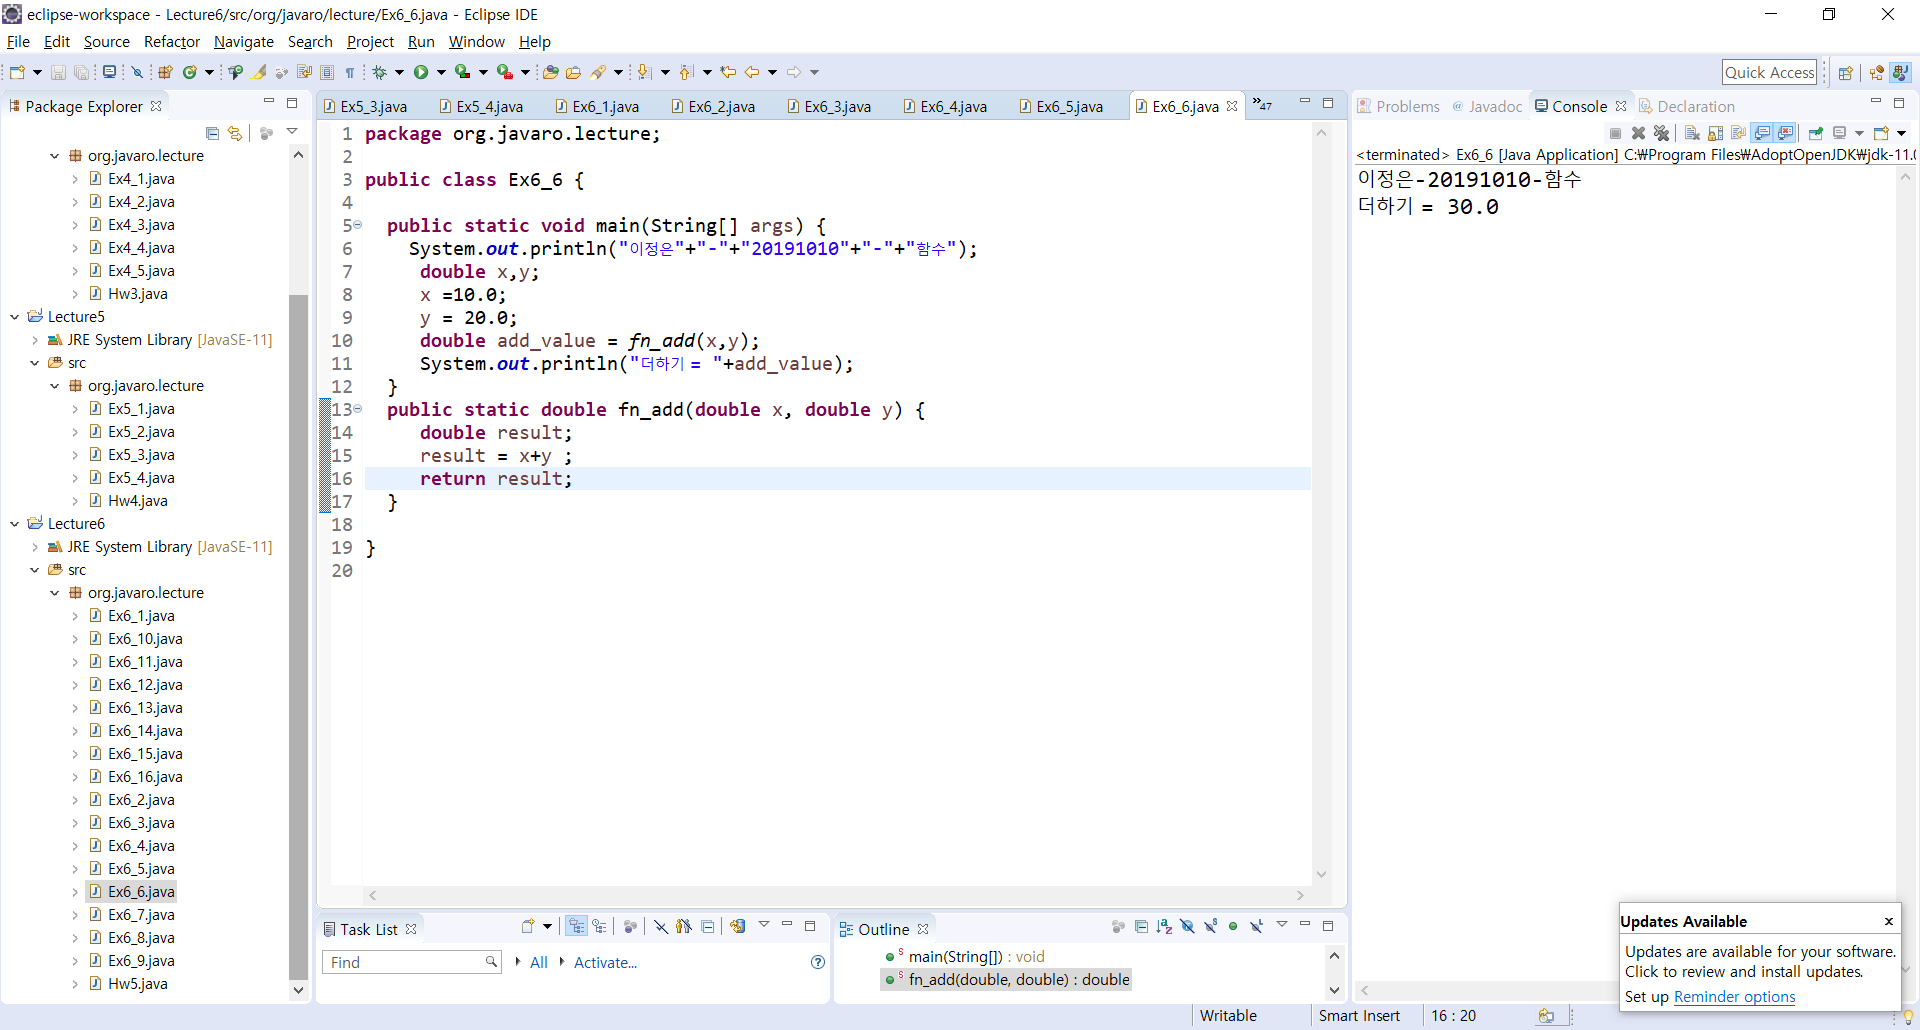 eclipse-workspace - Lecture6/src/org/javaro/lecture/Ex6_6.java - Eclipse IDE
File Edit Source Refactor Navigate Search Project Run Window Help
Quick Access
Package Explorer
org.javaro.lecture
Ex4_1.java
Ex4_2.java
Ex4_3.java
Ex4_4.java
Ex4_5.java
Hw3.java
Lecture5
JRE System Library [JavaSE-11]
src
org.javaro.lecture
Ex5_1.java
Ex5_2.java
Ex5_3.java
Ex5_4.java
Hw4.java
Lecture6
JRE System Library [JavaSE-11]
src
org.javaro.lecture
Ex6_1.java
Ex6_10.java
Ex6_11.java
Ex6_12.java
Ex6_13.java
Ex6_14.java
Ex6_15.java
Ex6_16.java
Ex6_2.java
Ex6_3.java
Ex6_4.java
Ex6_5.java
Ex6_6.java
Ex6_7.java
Ex6_8.java
Ex6_9.java
Hw5.java
Ex5_3.java Ex5_4.java Ex6_1.java Ex6_2.java Ex6_3.java Ex6_4.java Ex6_5.java Ex6_6.java »47
1 package org.javaro.lecture;
2
3 public class Ex6_6 {
4
5 public static void main(String[] args) {
6 System.out.println("이정은"+"-"+"20191010"+"-"+"함수");
7 double x,y;
8 x =10.0;
9 y = 20.0;
10 double add_value = fn_add(x,y);
11 System.out.println("더하기 = "+add_value);
12 }
13 public static double fn_add(double x, double y) {
14 double result;
15 result = x+y ;
16 return result;
17 }
18
19 }
20
Task List
Find All Activate...
Outline
main(String[]) : void
fn_add(double, double) : double
Problems @ Javadoc Console Declaration
<terminated> Ex6_6 [Java Application] C:₩Program Files₩AdoptOpenJDK₩jdk-11.0
이정은-20191010-함수
더하기 = 30.0
Updates Available
Updates are available for your software.
Click to review and install updates.
Set up Reminder options
Writable Smart Insert 16 : 20